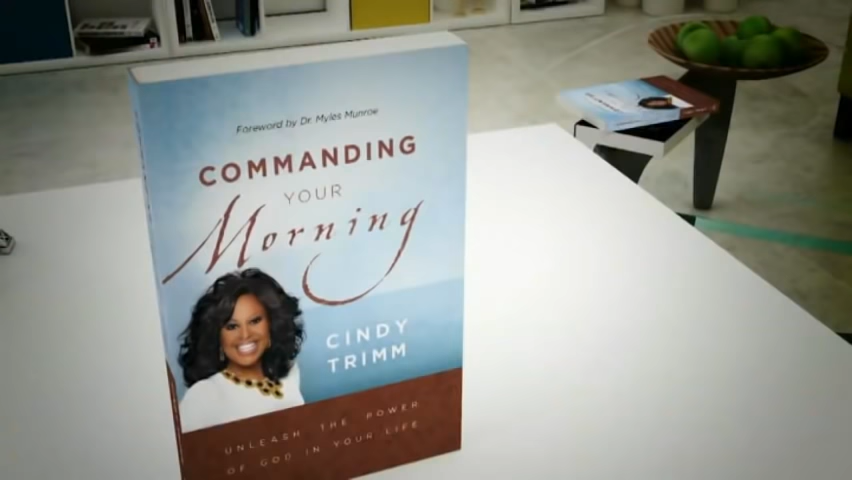 Foreword by Dr. Myles Munroe
COMMANDING
YOUR
Morning
CINDY
TRIMM
UNLEASH THE POWER
OF GOD IN YOUR LIFE